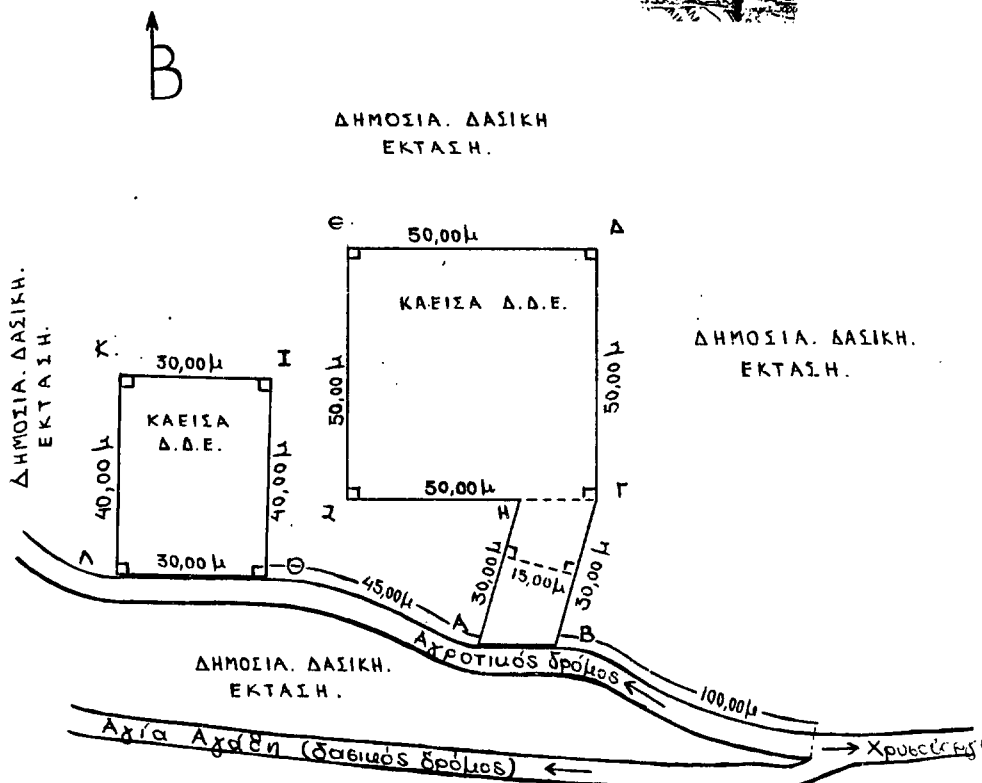 Β
ΔΗΜΟΣΙΑ. ΔΑΣΙΚΗ
ΕΚΤΑΣΗ.
Ε
50,00μ
Δ
ΔΗΜΟΣΙΑ. ΔΑΣΙΚΗ.
ΕΚΤΑΣΗ.
ΚΛΕΙΣΑ Δ.Δ.Ε.
50,00μ
50,00μ
ΔΗΜΟΣΙΑ. ΔΑΣΙΚΗ.
ΕΚΤΑΣΗ.
Κ.
30,00μ
Ι
ΚΛΕΙΣΑ
Δ.Δ.Ε.
40,00μ
40,00μ
Ζ
50,00μ
Η
Γ
Λ
30,00μ
Θ
45,00μ
30,00μ
15,00μ
30,00μ
Α
Β
Αγροτικός δρόμος
100,00μ
ΔΗΜΟΣΙΑ. ΔΑΣΙΚΗ.
ΕΚΤΑΣΗ.
Αγία Αγάθη (δασικός δρόμος)